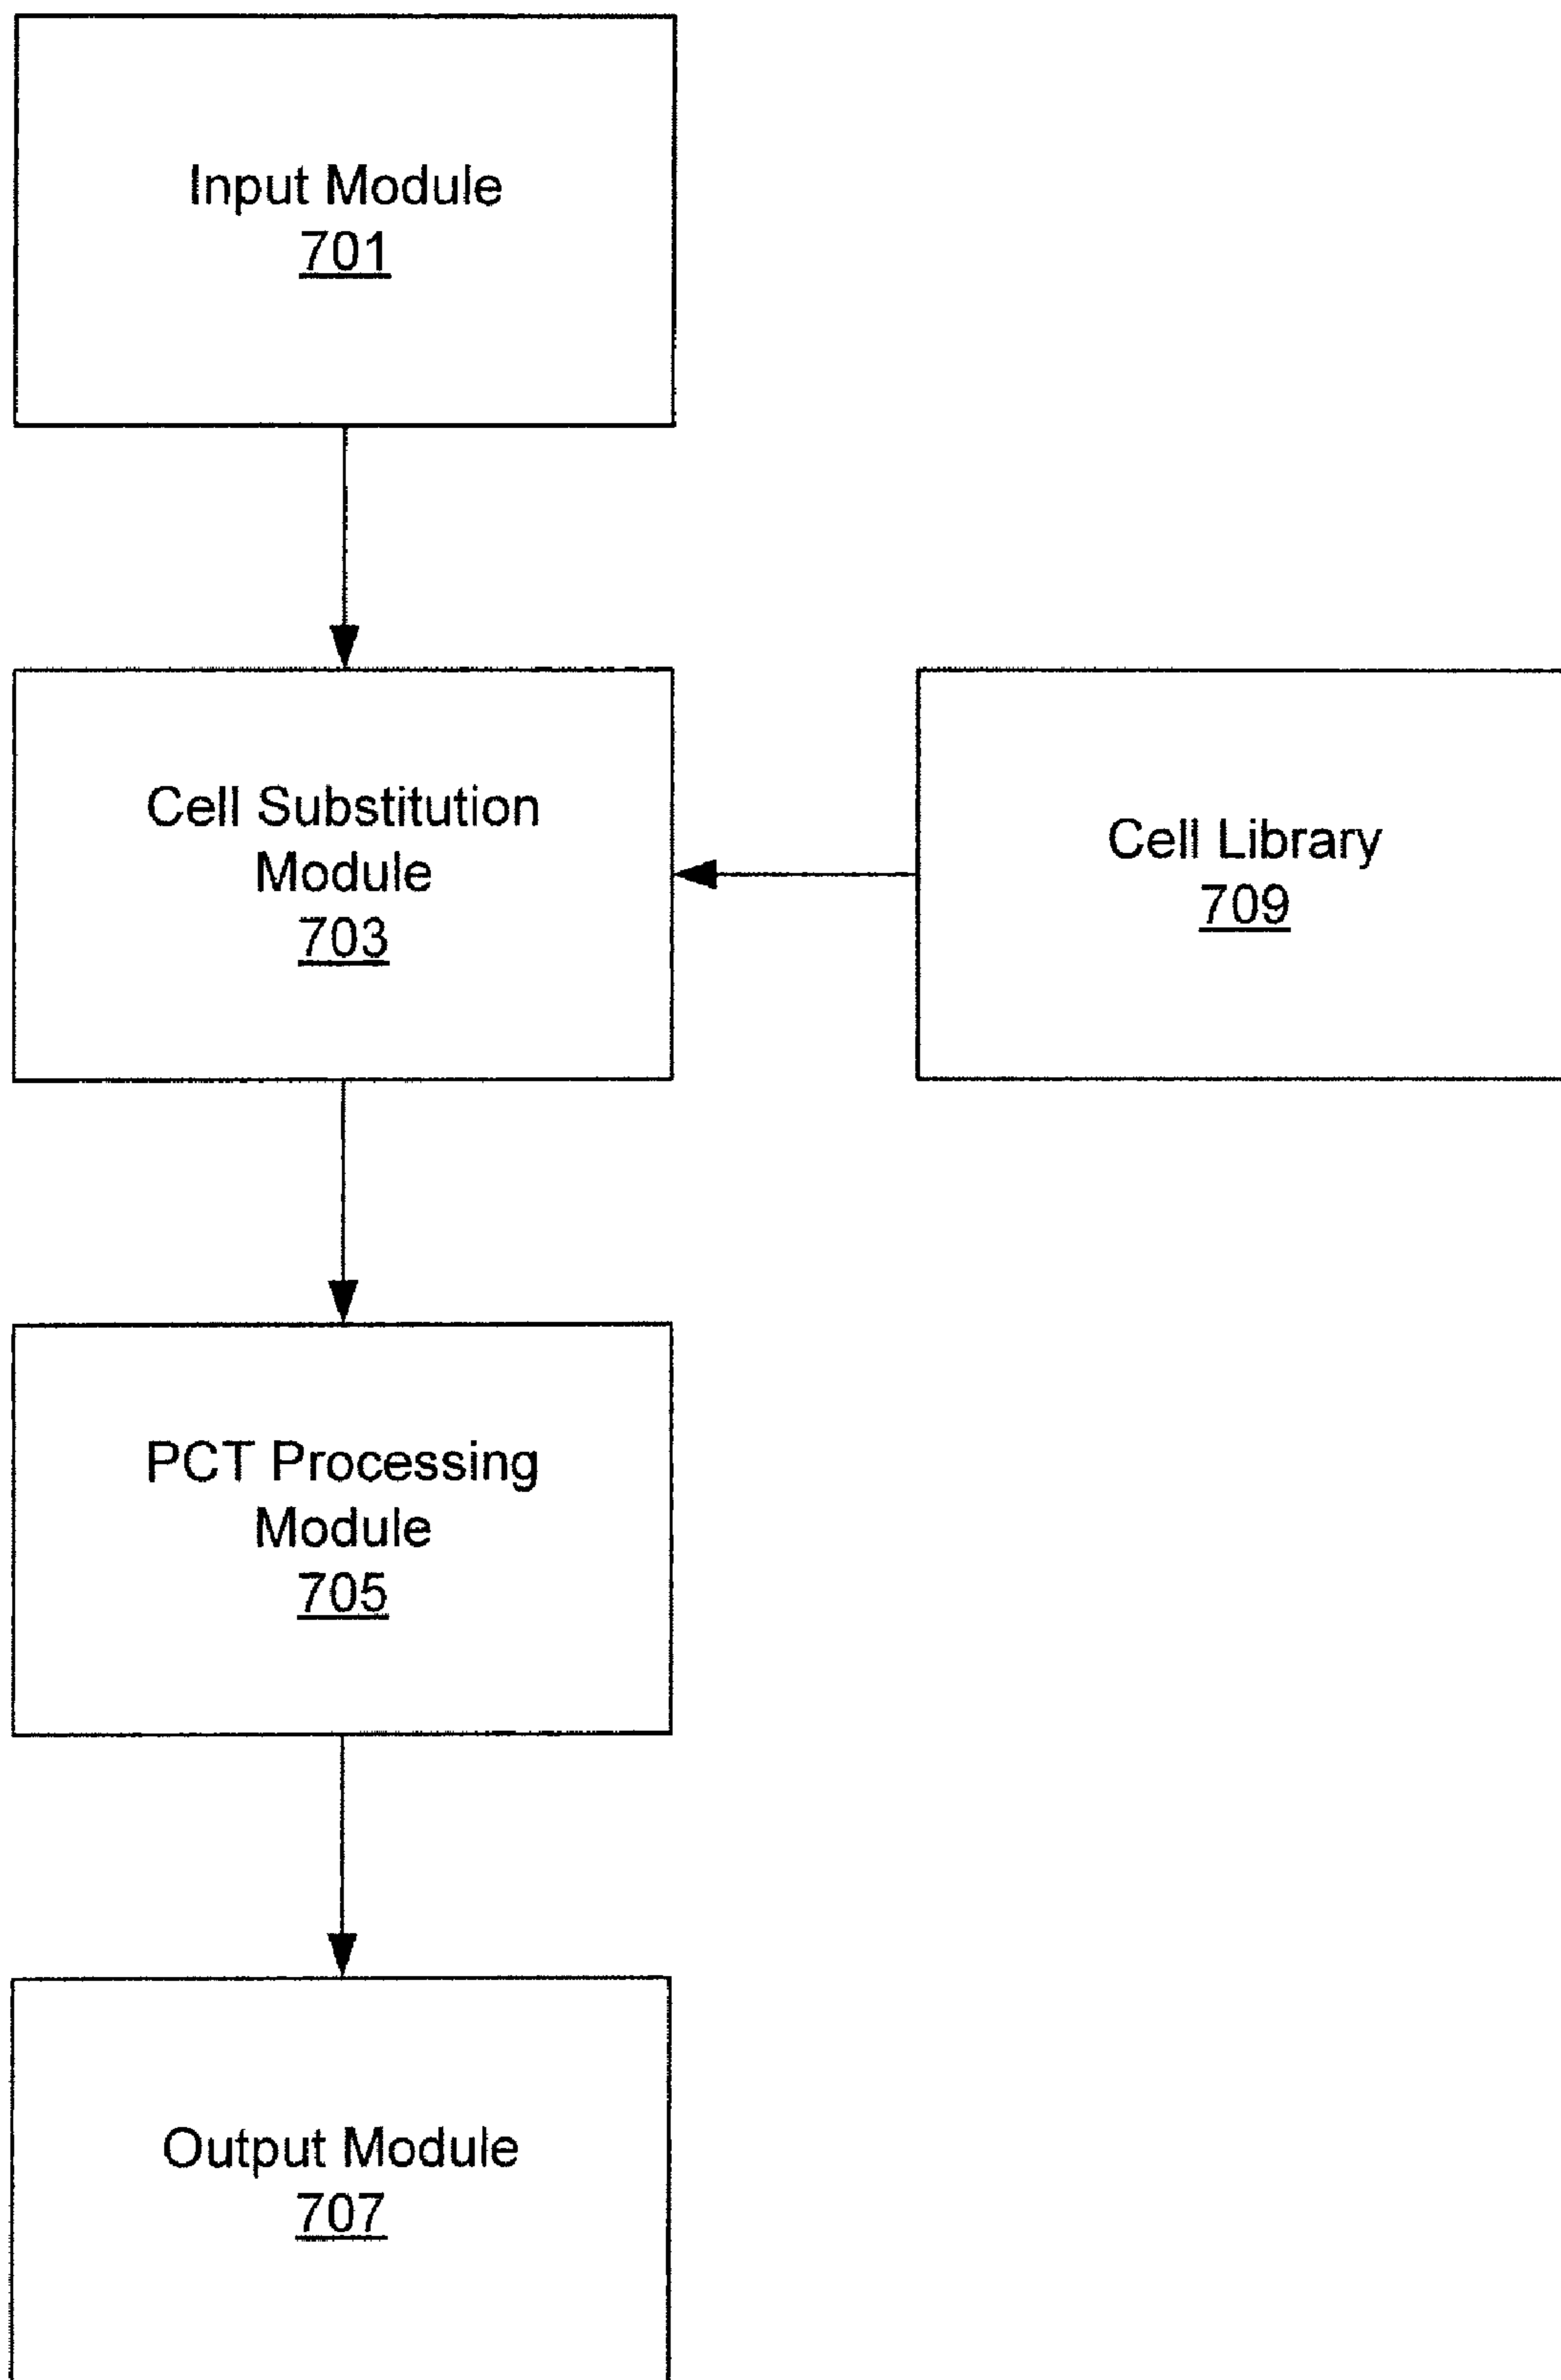 Input Module
701
Cell Substitution
Module
703
Cell Library
709
PCT Processing
Module
705
Output Module
707